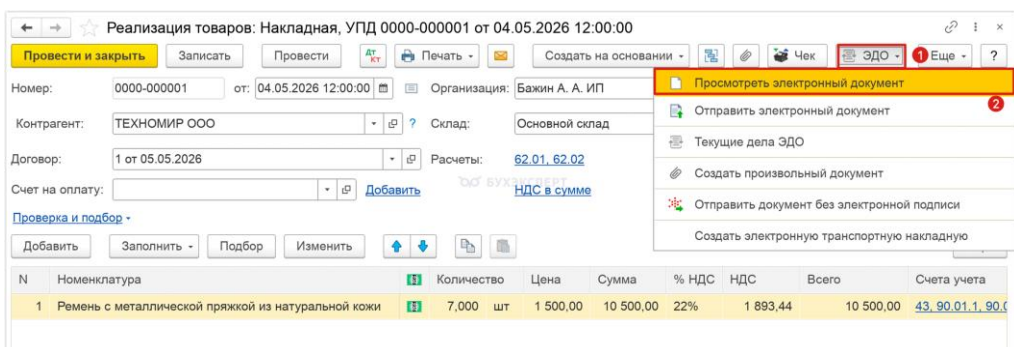 Реализация товаров: Накладная, УПД 0000-000001 от 04.05.2026 12:00:00
Провести и закрыть Записать Провести Дт Кт Печать Создать на основании Чек ЭДО 1 Еще ?
Номер: 0000-000001 от: 04.05.2026 12:00:00 Организация: Бажин А. А. ИП
Просмотреть электронный документ 2
Отправить электронный документ
Текущие дела ЭДО
Создать произвольный документ
Отправить документ без электронной подписи
Создать электронную транспортную накладную
Контрагент: ТЕХНОМИР ООО ? Склад: Основной склад
Договор: 1 от 05.05.2026 Расчеты: 62.01, 62.02
БУХЭКСПЕРТ
Счет на оплату: Добавить НДС в сумме
Проверка и подбор
Добавить Заполнить Подбор Изменить
N Номенклатура Количество Цена Сумма % НДС НДС Всего Счета учета
1 Ремень с металлической пряжкой из натуральной кожи 7,000 шт 1 500,00 10 500,00 22% 1 893,44 10 500,00 43, 90.01.1, 90.0